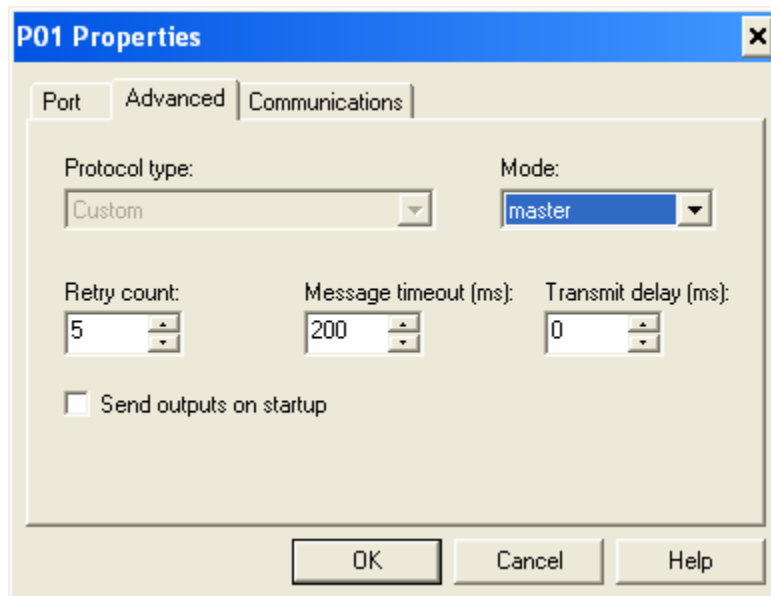 P01 Properties
Port Advanced Communications
Protocol type: Mode:
Custom master
Retry count: Message timeout (ms): Transmit delay (ms):
5 200 0
Send outputs on startup
OK Cancel Help